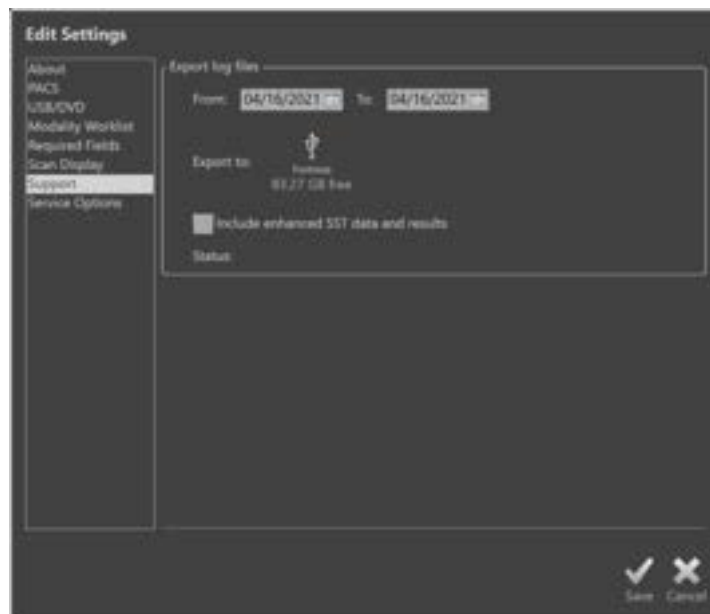 Edit Settings
About
PACS
USB/DVD
Modality Worklist
Required Fields
Scan Display
Support
Service Options
Export log files
From: 04/16/2021 To: 04/16/2021
Export to:
83.27 GB free
Include enhanced SST data and results
Status:
Save Cancel